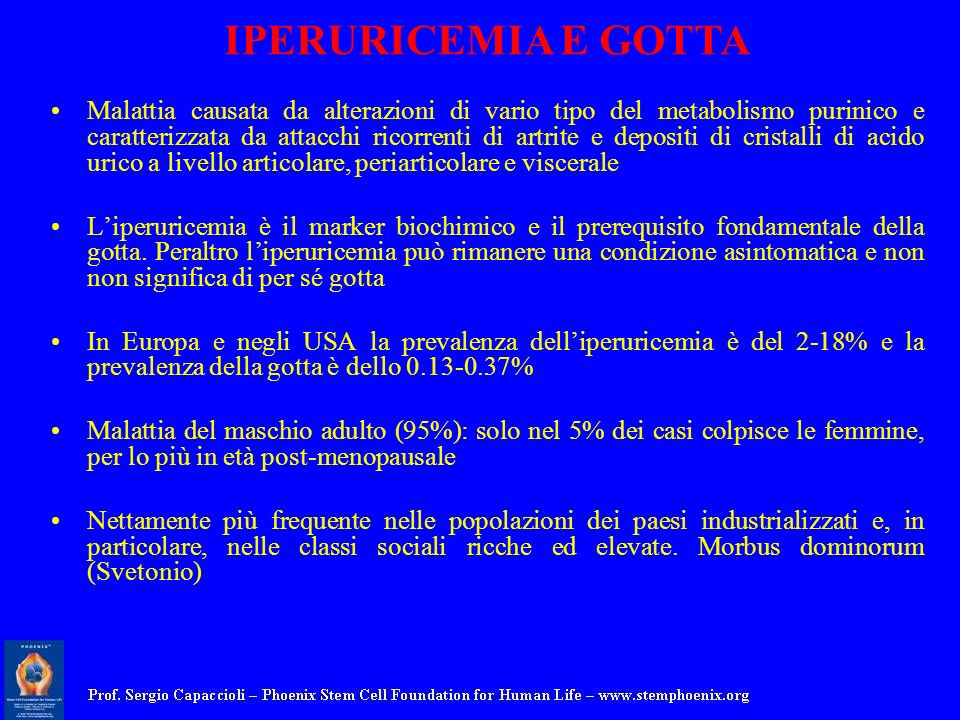 IPERURICEMIA E GOTTA
• Malattia causata da alterazioni di vario tipo del metabolismo purinico e
caratterizzata da attacchi ricorrenti di artrite e depositi di cristalli di acido
urico a livello articolare, periarticolare e viscerale
• L’iperuricemia è il marker biochimico e il prerequisito fondamentale della
gotta. Peraltro l’iperuricemia può rimanere una condizione asintomatica e non
non significa di per sé gotta
• In Europa e negli USA la prevalenza dell’iperuricemia è del 2-18% e la
prevalenza della gotta è dello 0.13-0.37%
• Malattia del maschio adulto (95%): solo nel 5% dei casi colpisce le femmine,
per lo più in età post-menopausale
• Nettamente più frequente nelle popolazioni dei paesi industrializzati e, in
particolare, nelle classi sociali ricche ed elevate. Morbus dominorum
(Svetonio)
PHOENIX
Stem Cell Foundation for Human Life
Prof. Sergio Capaccioli – Phoenix Stem Cell Foundation for Human Life – www.stemphoenix.org